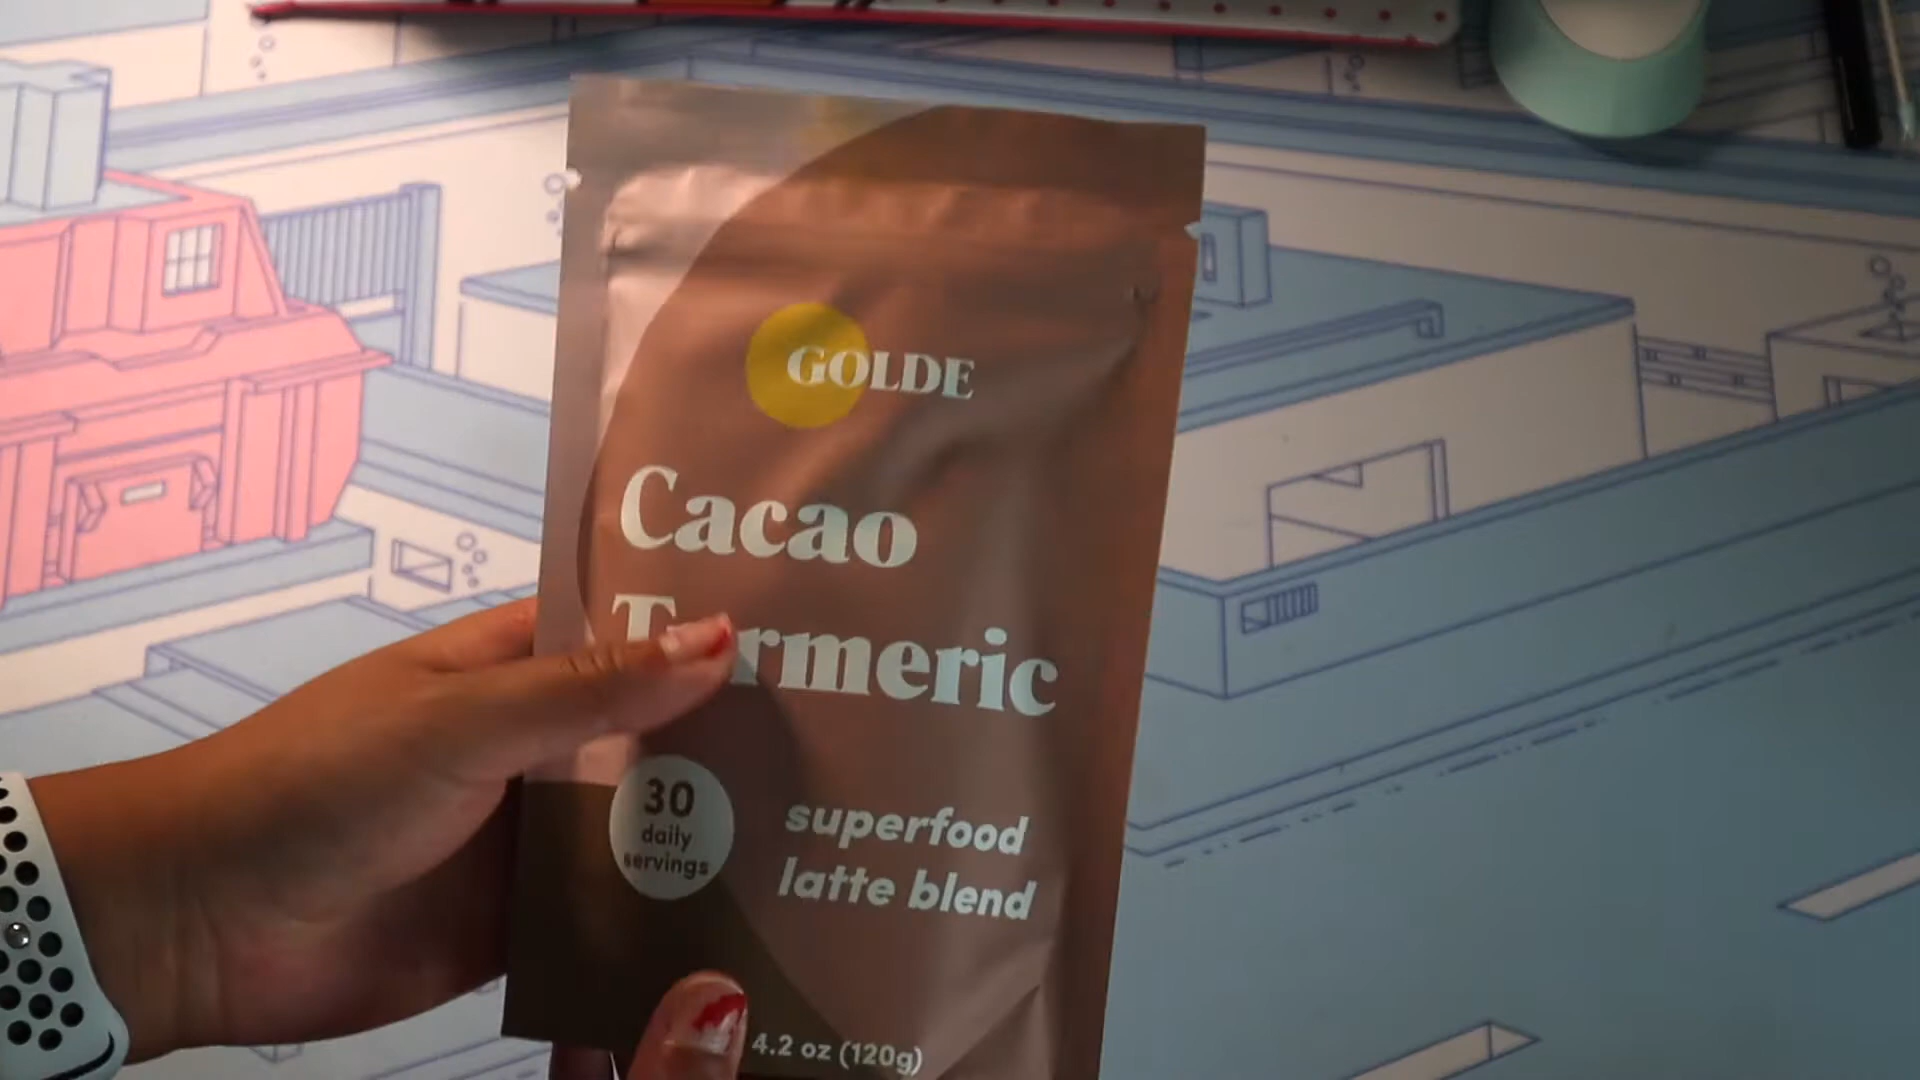 GOLDE
Cacao
Turmeric
30
daily
servings
superfood
latte blend
4.2 oz (120g)